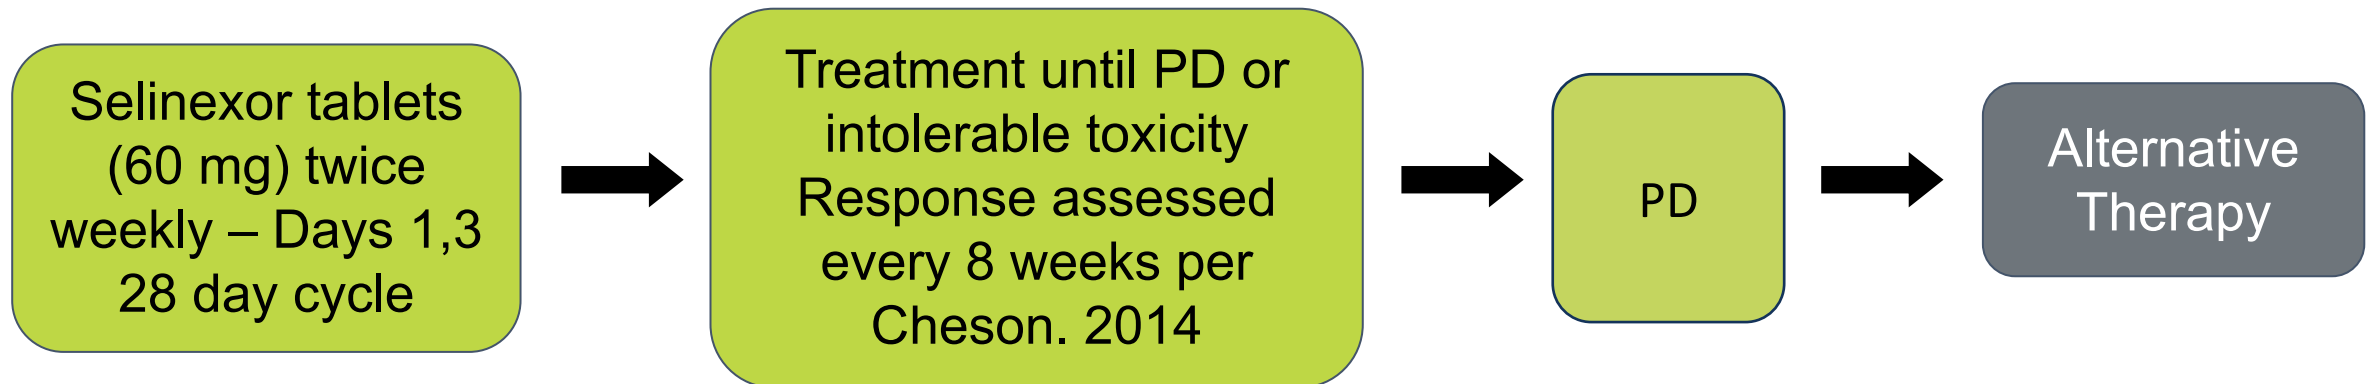 Selinexor tablets
(60 mg) twice
weekly – Days 1,3
28 day cycle
Treatment until PD or
intolerable toxicity
Response assessed
every 8 weeks per
Cheson. 2014
PD
Alternative
Therapy